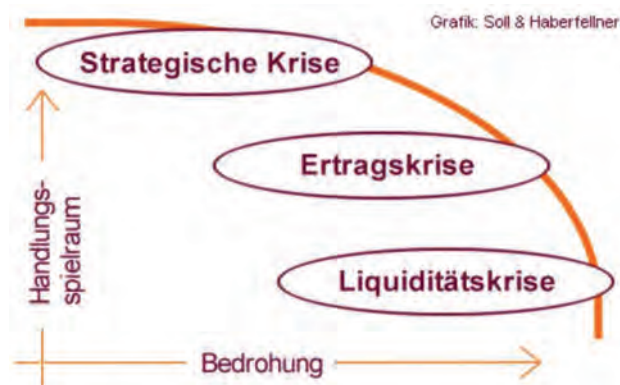 Grafik: Soll & Haberfellner
Strategische Krise
Ertragskrise
Liquiditätskrise
Handlungs-
spielraum
Bedrohung